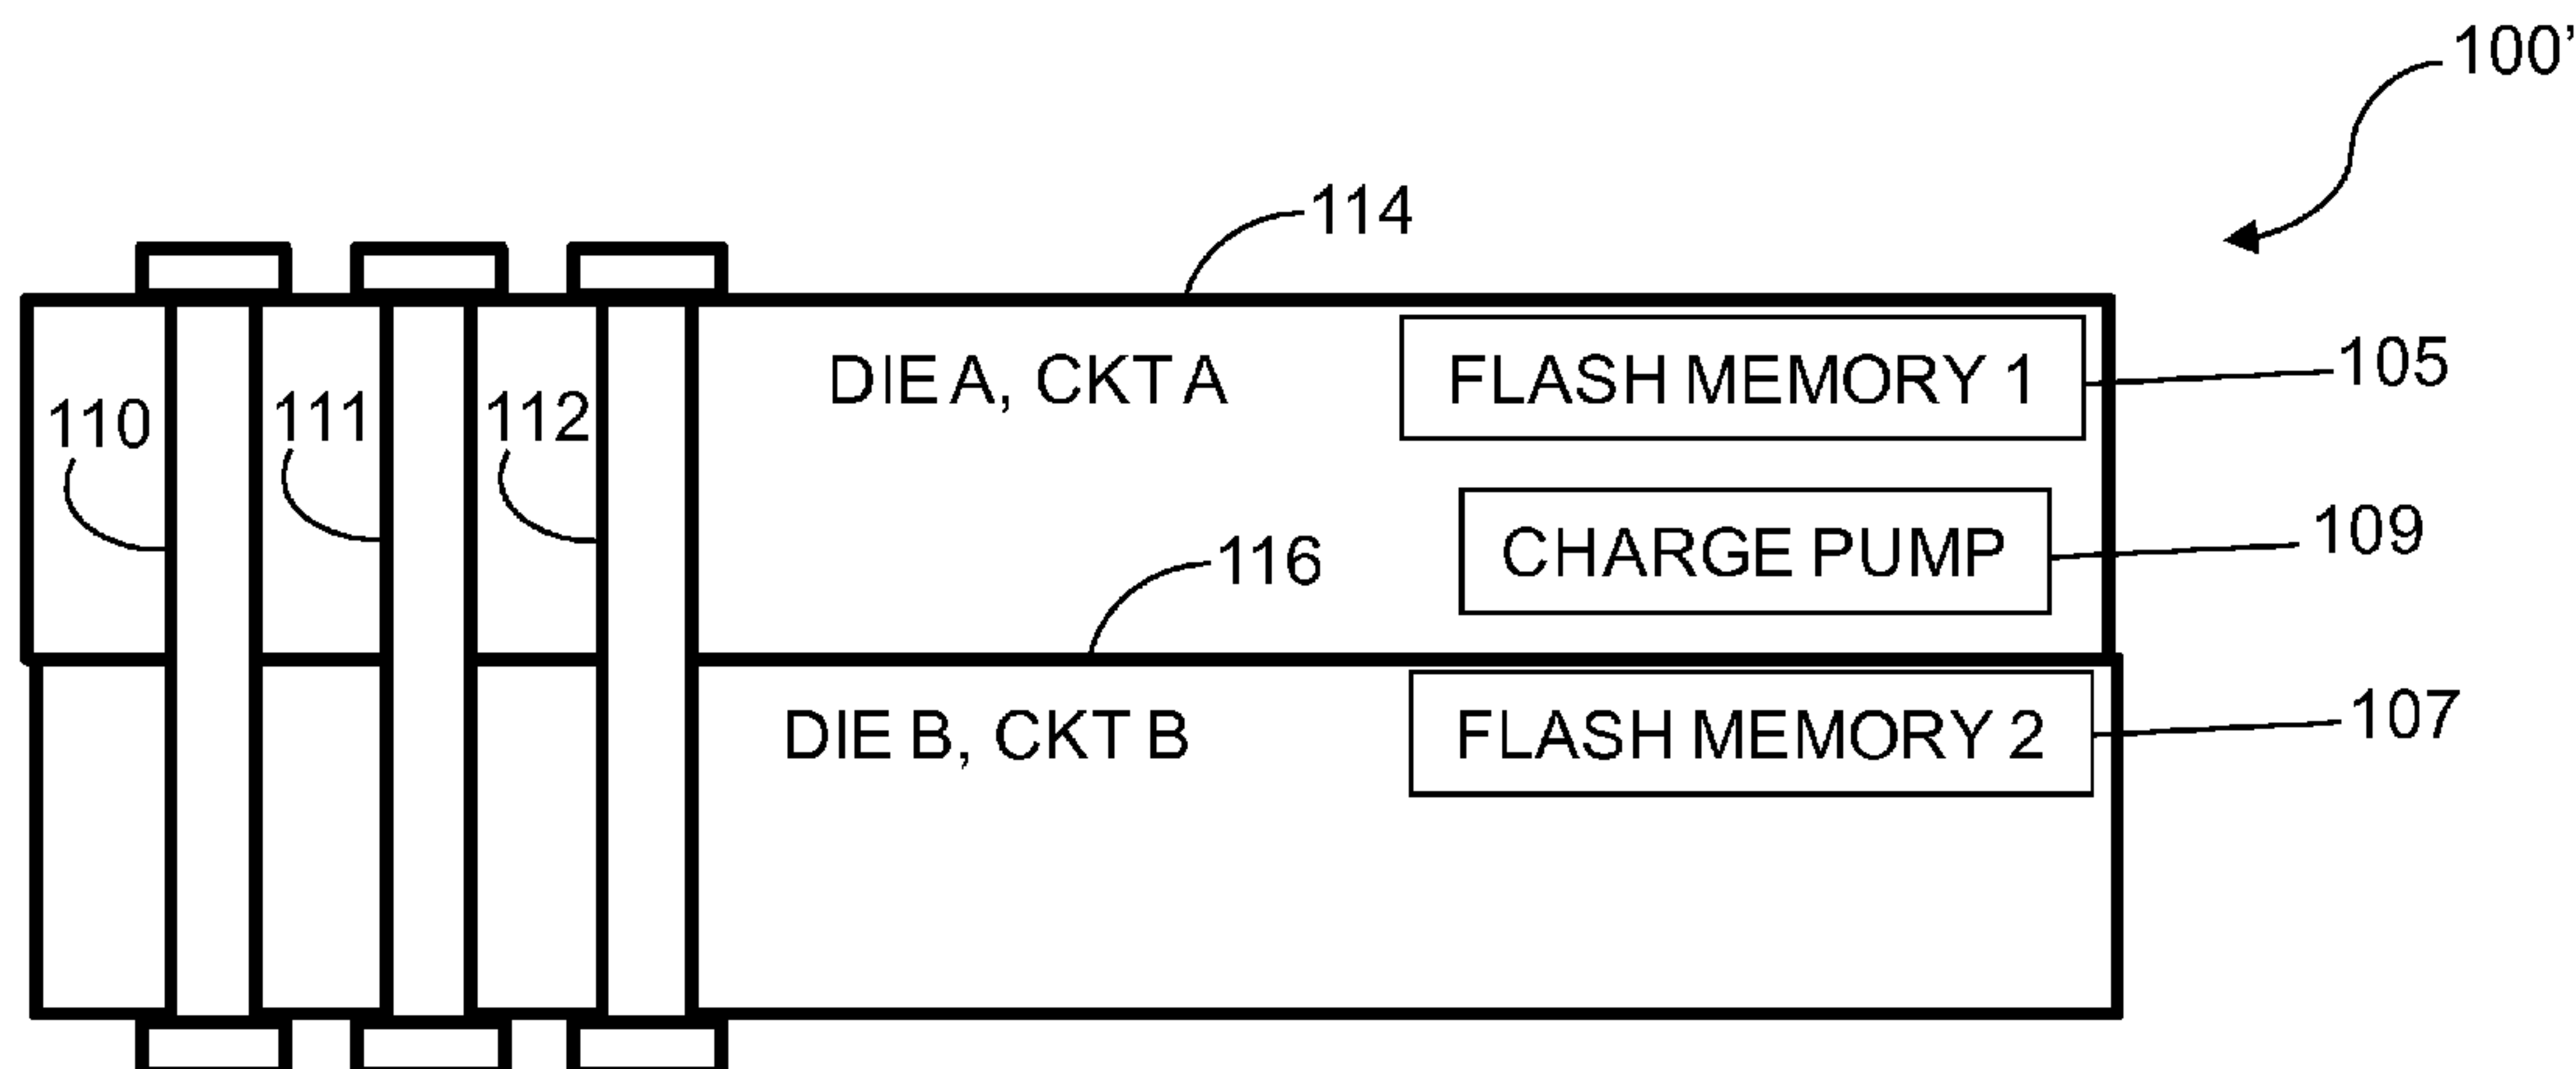 100’
114
DIE A, CKT A
FLASH MEMORY 1
105
110
111
112
CHARGE PUMP
109
116
DIE B, CKT B
FLASH MEMORY 2
107